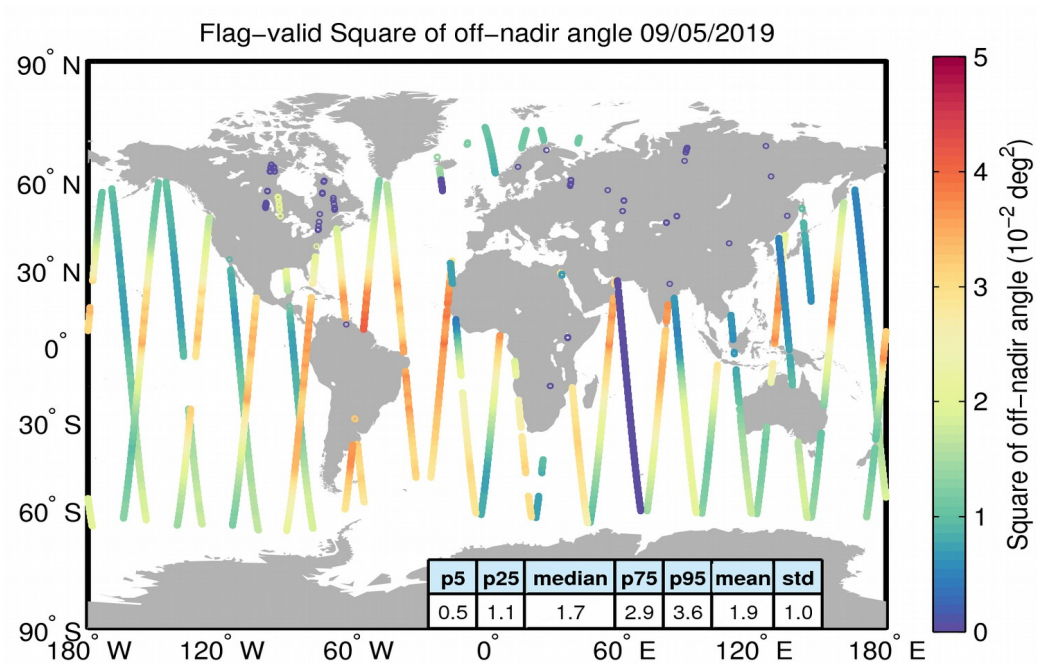 Flag−valid Square of off−nadir angle 09/05/2019
90° N
60° N
30° N
0°
30° S
60° S
90° S
180° W
120° W
60° W
0°
60° E
120° E
180° E
p5 p25 median p75 p95 mean std
0.5 1.1 1.7 2.9 3.6 1.9 1.0
5
4
3
2
1
0
Square of off−nadir angle (10⁻² deg²)